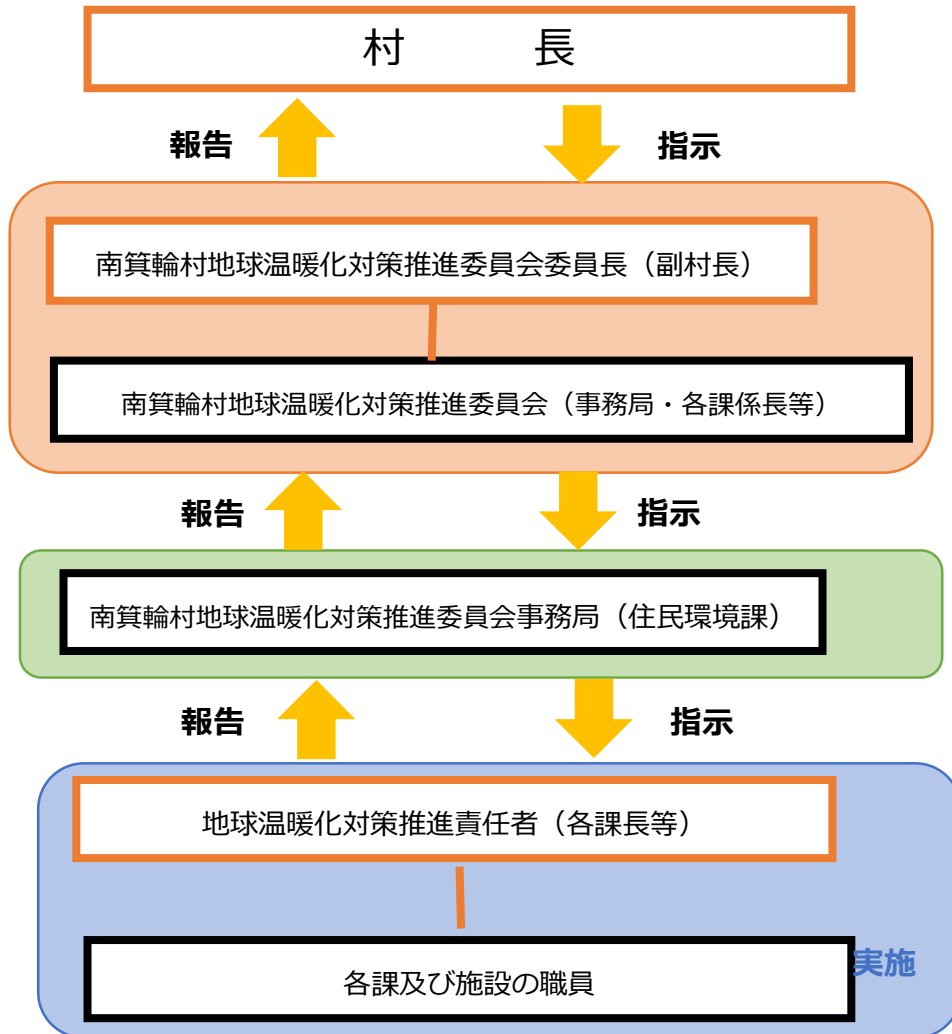 村　長
報告
指示
南箕輪村地球温暖化対策推進委員会委員長（副村長）
南箕輪村地球温暖化対策推進委員会（事務局・各課係長等）
報告
指示
南箕輪村地球温暖化対策推進委員会事務局（住民環境課）
報告
指示
地球温暖化対策推進責任者（各課長等）
各課及び施設の職員
実施